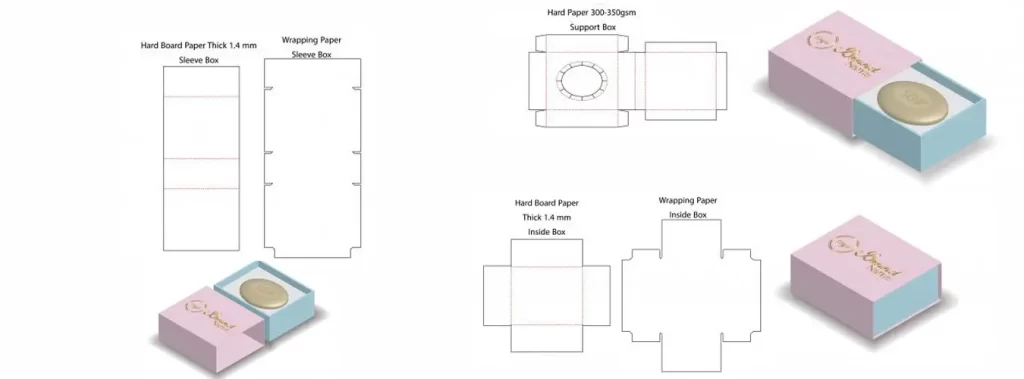 Hard Board Paper Thick 1.4 mm
Sleeve Box
Wrapping Paper
Sleeve Box
Hard Paper 300-350gsm
Support Box
Brand
Name
Hard Board Paper
Thick 1.4 mm
Inside Box
Wrapping Paper
Inside Box
Brand
Name
Brand
Name